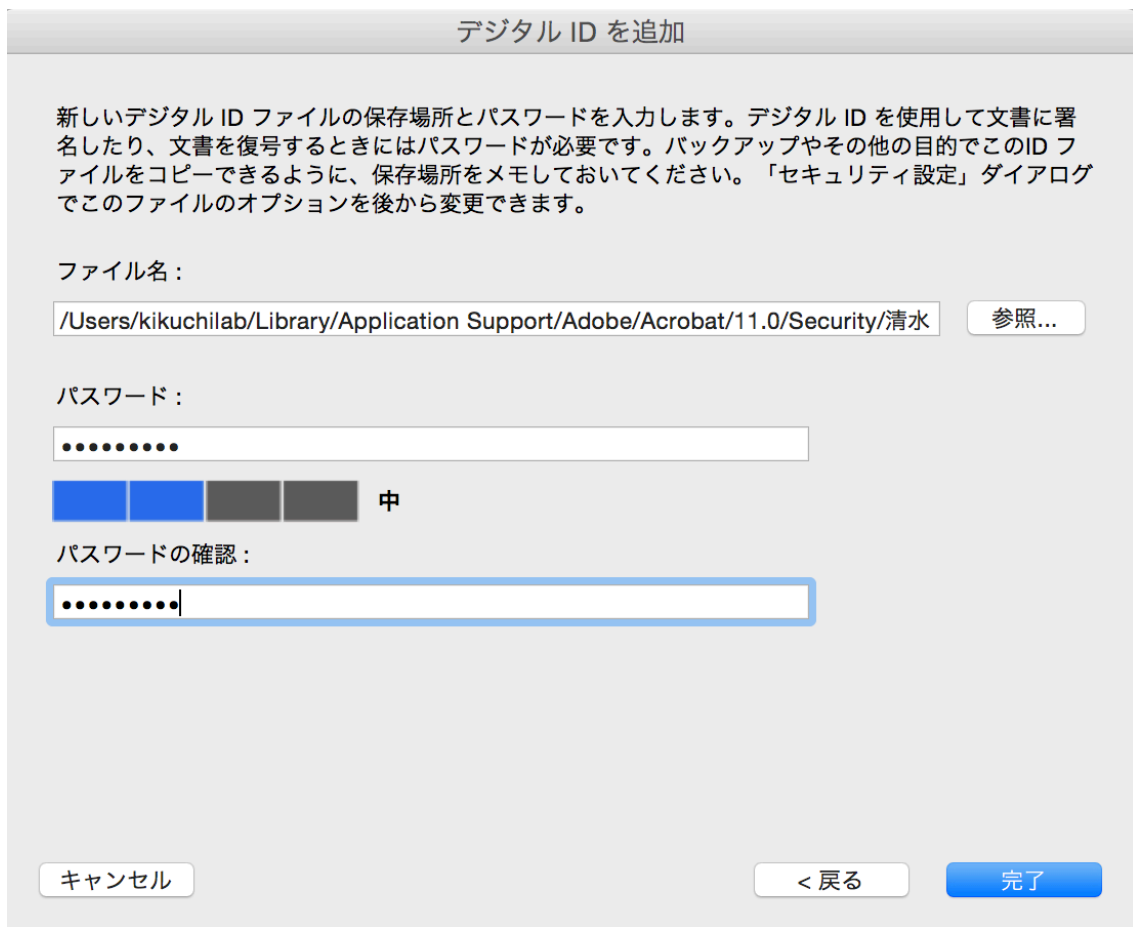 デジタル ID を追加
新しいデジタル ID ファイルの保存場所とパスワードを入力します。デジタル ID を使用して文書に署
名したり、文書を復号するときにはパスワードが必要です。バックアップやその他の目的でこのID フ
ァイルをコピーできるように、保存場所をメモしておいてください。「セキュリティ設定」ダイアログ
でこのファイルのオプションを後から変更できます。
ファイル名 :
/Users/kikuchilab/Library/Application Support/Adobe/Acrobat/11.0/Security/清水
参照...
パスワード :
•••••••••
中
パスワードの確認 :
•••••••••
キャンセル
< 戻る
完了